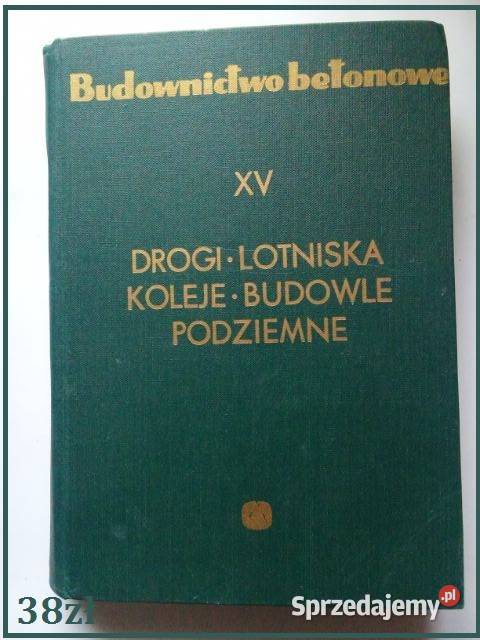 Budownictwo betonowe
XV
DROGI · LOTNISKA
KOLEJE · BUDOWLE
PODZIEMNE
38zł
Sprzedajemy.pl